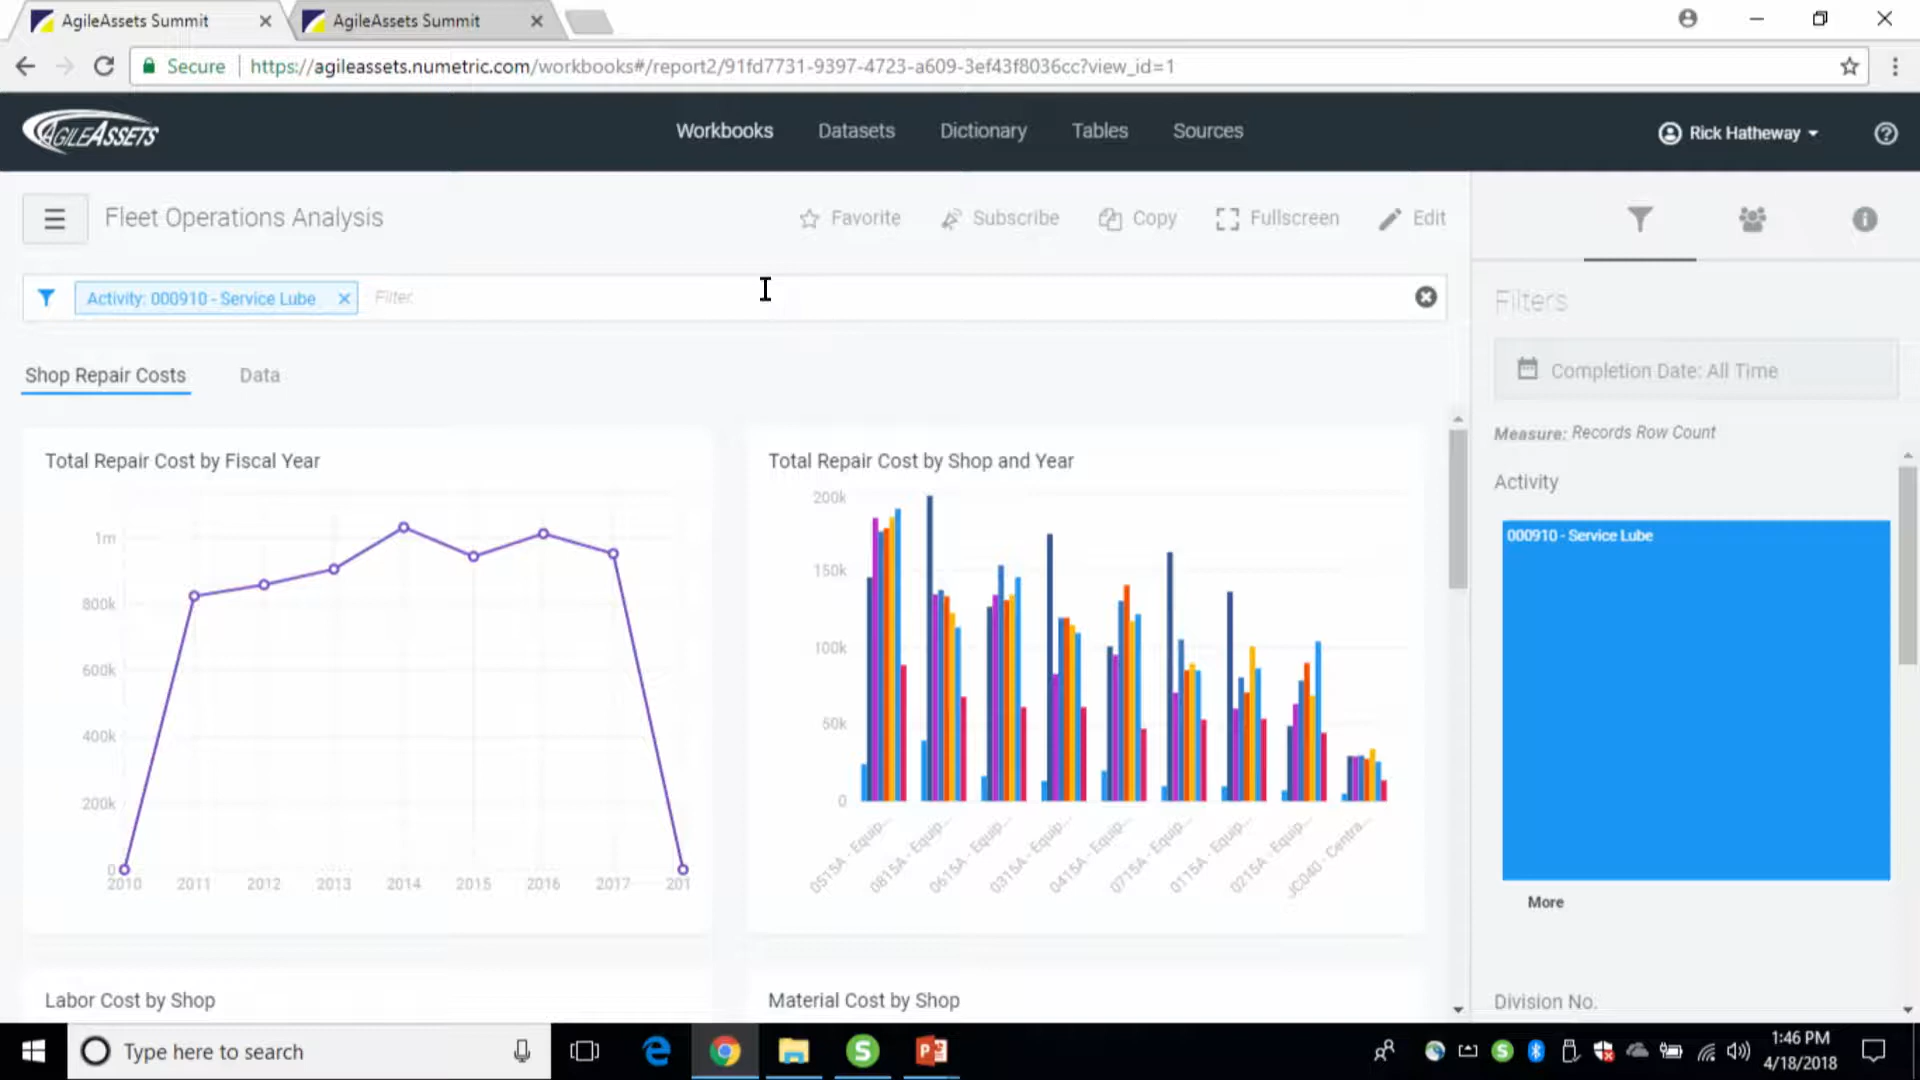 AgileAssets Summit
AgileAssets Summit
Secure https://agileassets.numetric.com/workbooks#/report2/91fd7731-9397-4723-a609-3ef43f8036cc?view_id=1
AGILEASSETS
Workbooks Datasets Dictionary Tables Sources
Rick Hatheway
Fleet Operations Analysis
Favorite Subscribe Copy Fullscreen Edit
Activity: 000910 - Service Lube
Filter
Shop Repair Costs Data
Total Repair Cost by Fiscal Year
1m
800k
600k
400k
200k
0
2010 2011 2012 2013 2014 2015 2016 2017 201
Total Repair Cost by Shop and Year
200k
150k
100k
50k
0
0515A - Equip...
0815A - Equip...
0615A - Equip...
0315A - Equip...
0415A - Equip...
0715A - Equip...
0115A - Equip...
0215A - Equip...
JC040 - Centra...
Labor Cost by Shop
Material Cost by Shop
Filters
Completion Date: All Time
Measure: Records Row Count
Activity
000910 - Service Lube
More
Division No.
Type here to search
1:46 PM
4/18/2018